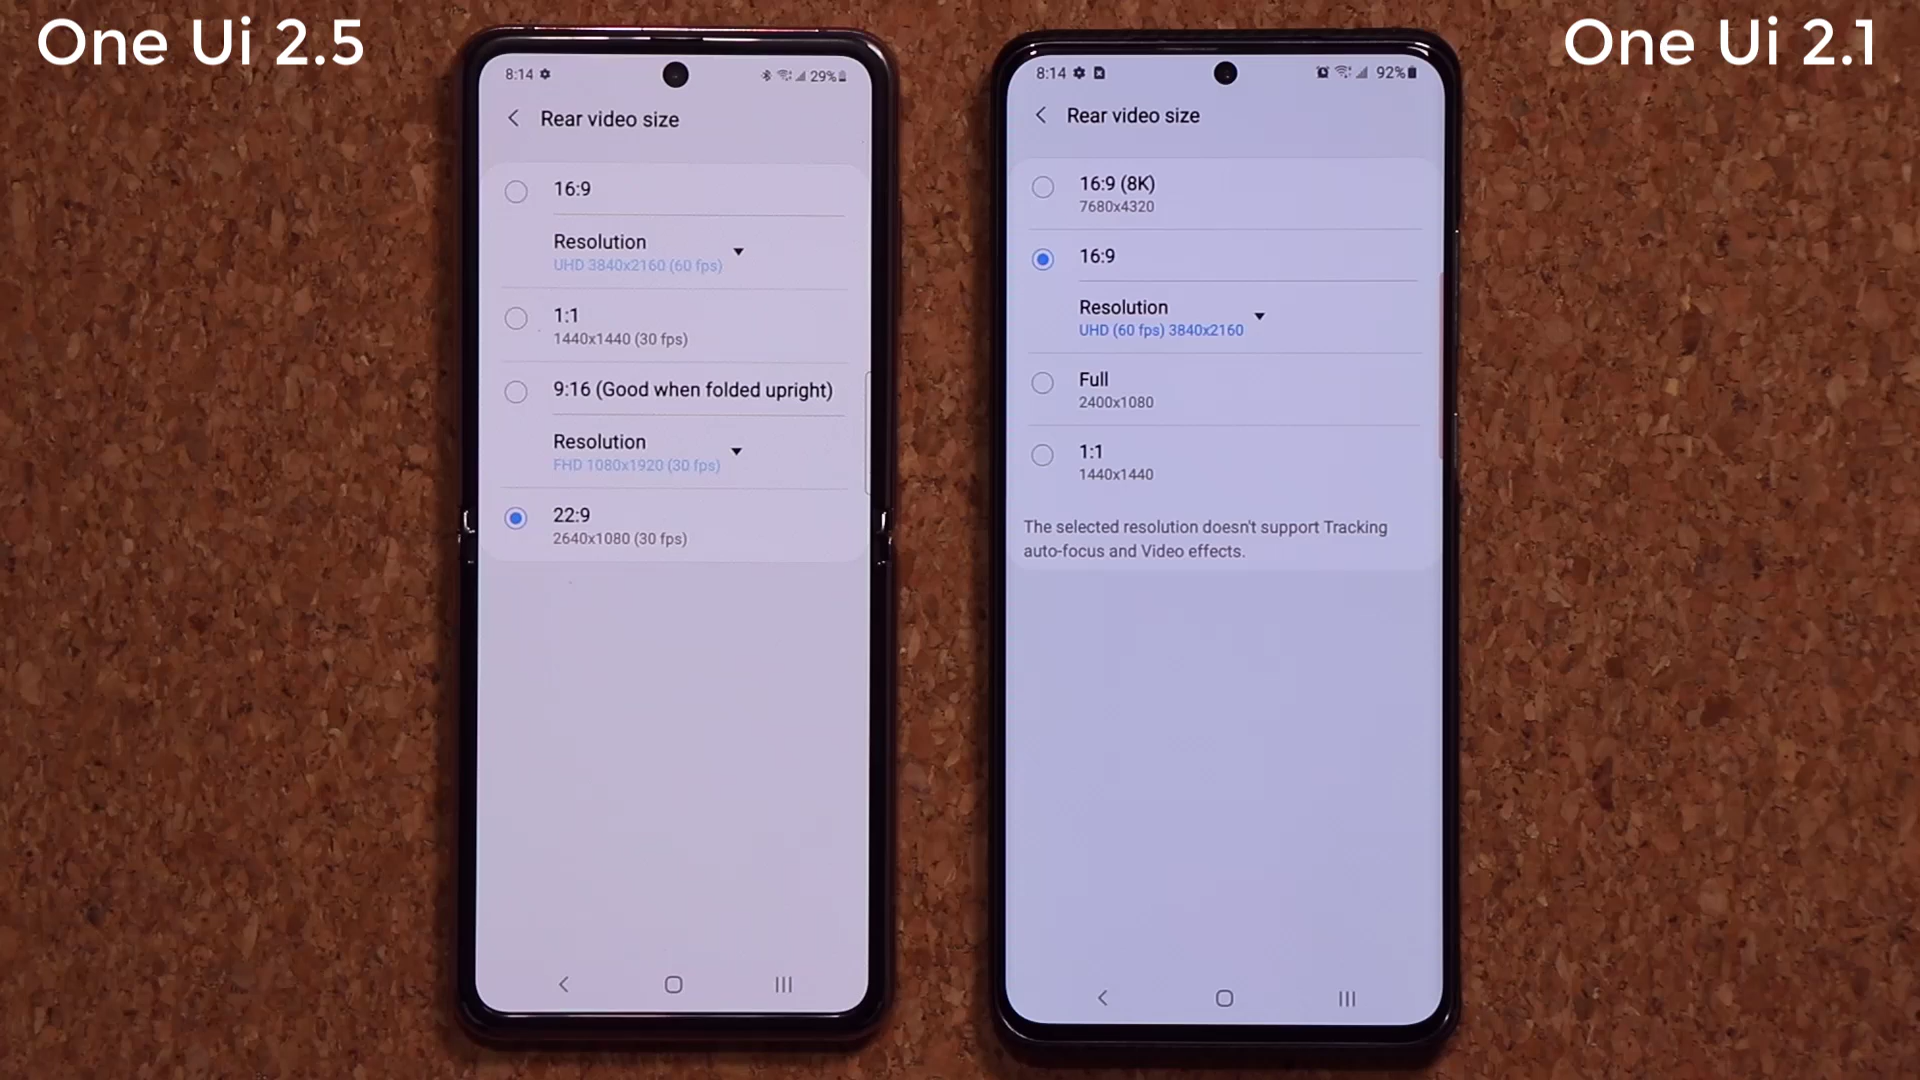 One Ui 2.5
One Ui 2.1
8:14
29%
Rear video size
16:9
Resolution
UHD 3840x2160 (60 fps)
1:1
1440x1440 (30 fps)
9:16 (Good when folded upright)
Resolution
FHD 1080x1920 (30 fps)
22:9
2640x1080 (30 fps)
8:14
92%
Rear video size
16:9 (8K)
7680x4320
16:9
Resolution
UHD (60 fps) 3840x2160
Full
2400x1080
1:1
1440x1440
The selected resolution doesn't support Tracking
auto-focus and Video effects.